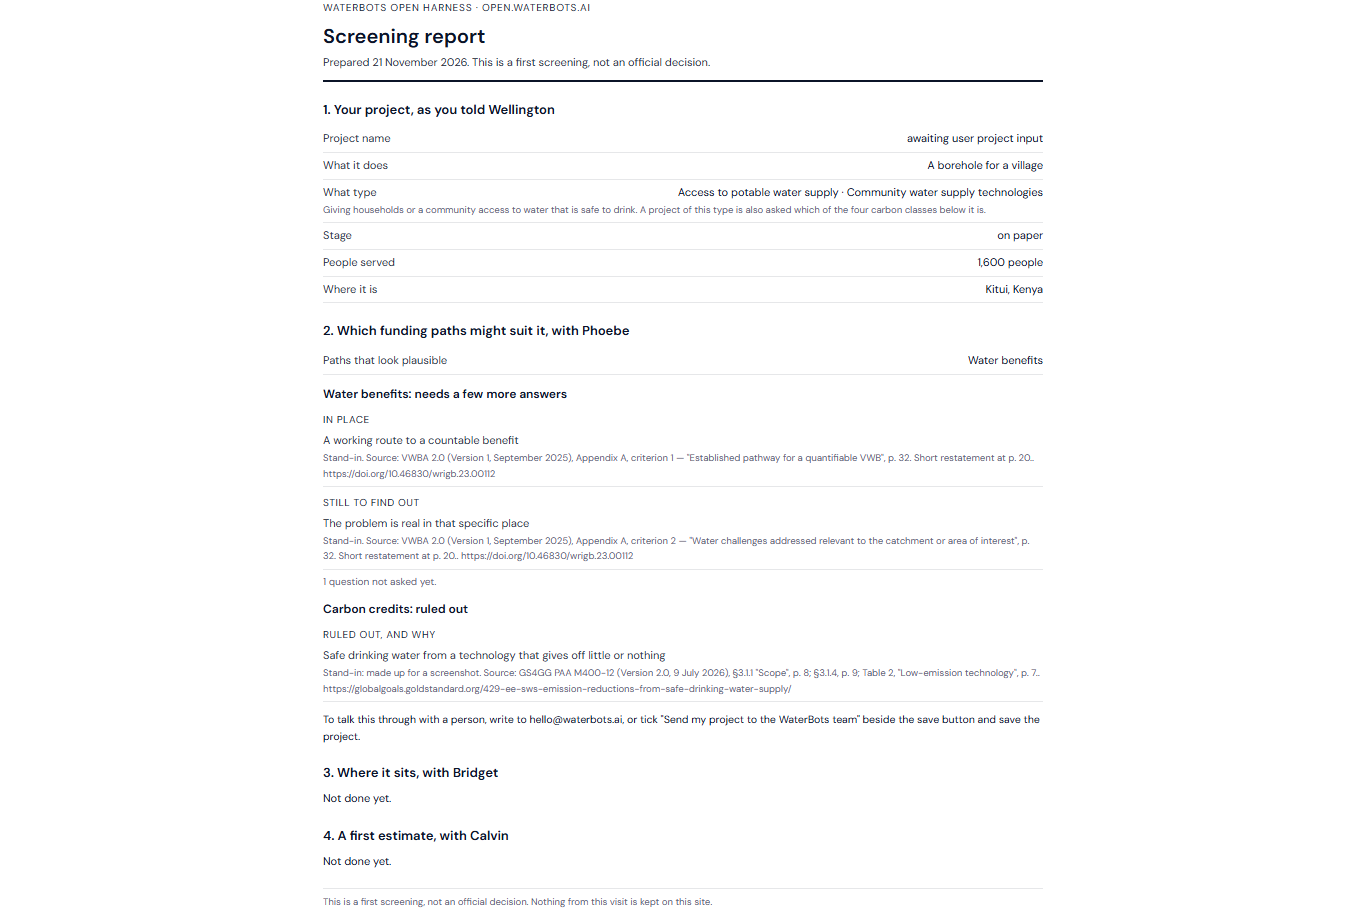 WATERBOTS OPEN HARNESS · OPEN.WATERBOTS.AI
Screening report
Prepared 21 November 2026. This is a first screening, not an official decision.
1. Your project, as you told Wellington
Project name awaiting user project input
What it does A borehole for a village
What type Access to potable water supply · Community water supply technologies
Giving households or a community access to water that is safe to drink. A project of this type is also asked which of the four carbon classes below it is.
Stage on paper
People served 1,600 people
Where it is Kitui, Kenya
2. Which funding paths might suit it, with Phoebe
Paths that look plausible Water benefits
Water benefits: needs a few more answers
IN PLACE
A working route to a countable benefit
Stand-in. Source: VWBA 2.0 (Version 1, September 2025), Appendix A, criterion 1 — "Established pathway for a quantifiable VWB", p. 32. Short restatement at p. 20..
https://doi.org/10.46830/wrigb.23.00112
STILL TO FIND OUT
The problem is real in that specific place
Stand-in. Source: VWBA 2.0 (Version 1, September 2025), Appendix A, criterion 2 — "Water challenges addressed relevant to the catchment or area of interest", p.
32. Short restatement at p. 20.. https://doi.org/10.46830/wrigb.23.00112
1 question not asked yet.
Carbon credits: ruled out
RULED OUT, AND WHY
Safe drinking water from a technology that gives off little or nothing
Stand-in: made up for a screenshot. Source: GS4GG PAA M400-12 (Version 2.0, 9 July 2026), §3.1.1 "Scope", p. 8; §3.1.4, p. 9; Table 2, "Low-emission technology", p. 7..
https://globalgoals.goldstandard.org/429-ee-sws-emission-reductions-from-safe-drinking-water-supply/
To talk this through with a person, write to hello@waterbots.ai, or tick "Send my project to the WaterBots team" beside the save button and save the
project.
3. Where it sits, with Bridget
Not done yet.
4. A first estimate, with Calvin
Not done yet.
This is a first screening, not an official decision. Nothing from this visit is kept on this site.